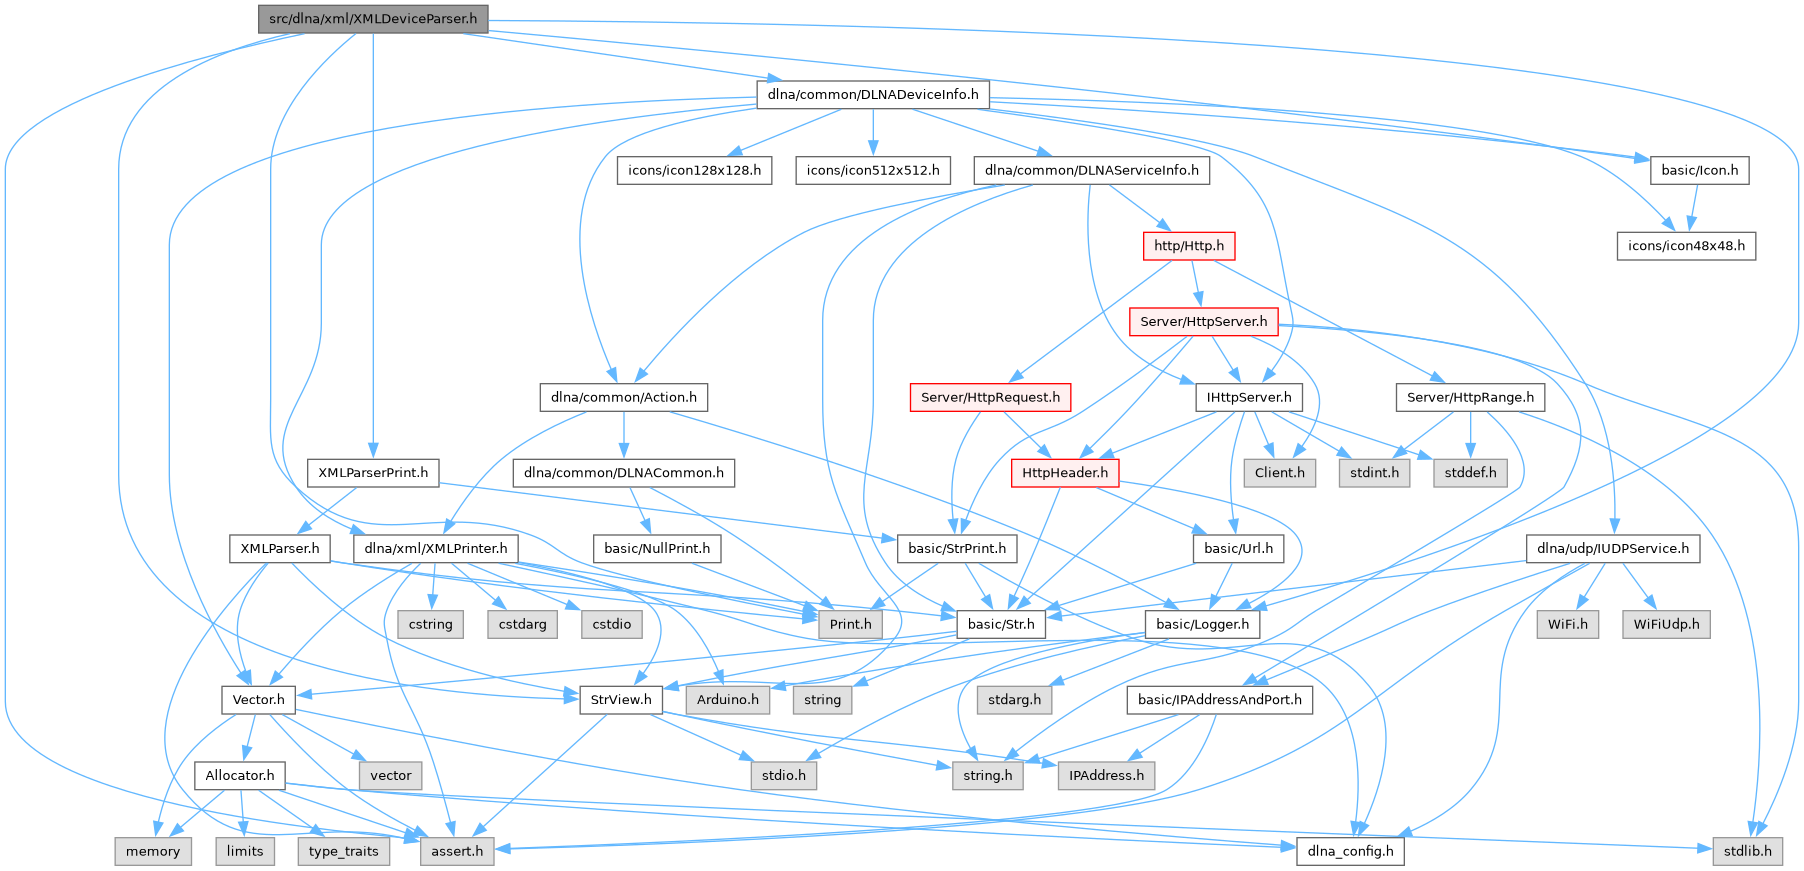 src/dlna/xml/XMLDeviceParser.h
dlna/common/DLNADeviceInfo.h
icons/icon128x128.h
icons/icon512x512.h
dlna/common/DLNAServiceInfo.h
basic/Icon.h
http/Http.h
icons/icon48x48.h
Server/HttpServer.h
dlna/common/Action.h
Server/HttpRequest.h
IHttpServer.h
Server/HttpRange.h
XMLParserPrint.h
dlna/common/DLNACommon.h
HttpHeader.h
Client.h
stdint.h
stddef.h
XMLParser.h
dlna/xml/XMLPrinter.h
basic/NullPrint.h
basic/StrPrint.h
basic/Url.h
dlna/udp/IUDPService.h
cstring
cstdarg
cstdio
Print.h
basic/Str.h
basic/Logger.h
WiFi.h
WiFiUdp.h
Vector.h
StrView.h
Arduino.h
string
stdarg.h
basic/IPAddressAndPort.h
Allocator.h
vector
stdio.h
string.h
IPAddress.h
memory
limits
type_traits
assert.h
dlna_config.h
stdlib.h